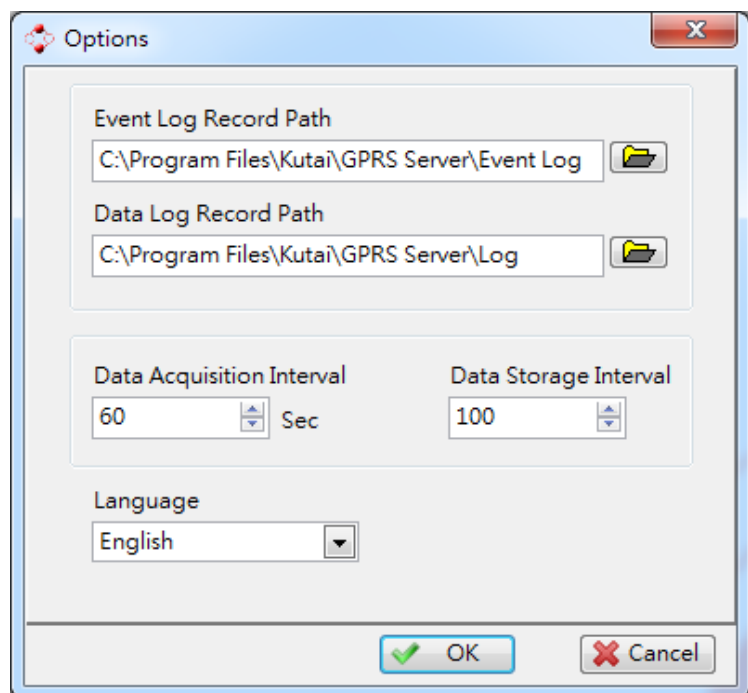 Options
Event Log Record Path
C:\Program Files\Kutai\GPRS Server\Event Log
Data Log Record Path
C:\Program Files\Kutai\GPRS Server\Log
Data Acquisition Interval
Data Storage Interval
60
Sec
100
Language
English
OK
Cancel